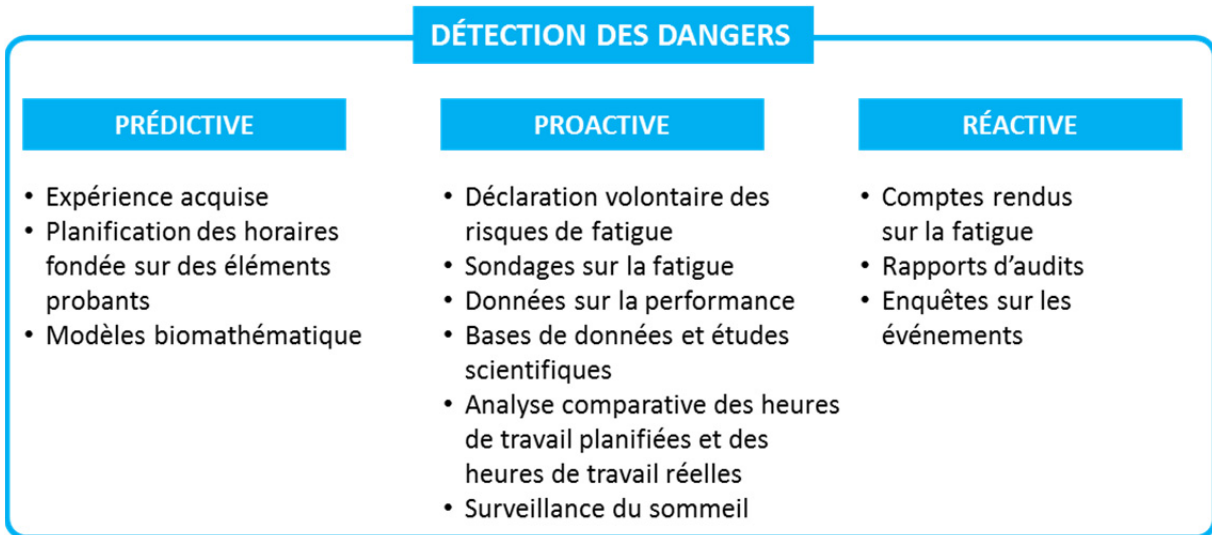 DÉTECTION DES DANGERS
PRÉDICTIVE
• Expérience acquise
• Planification des horaires
fondée sur des éléments
probants
• Modèles biomathématique
PROACTIVE
• Déclaration volontaire des
risques de fatigue
• Sondages sur la fatigue
• Données sur la performance
• Bases de données et études
scientifiques
• Analyse comparative des heures
de travail planifiées et des
heures de travail réelles
• Surveillance du sommeil
RÉACTIVE
• Comptes rendus
sur la fatigue
• Rapports d'audits
• Enquêtes sur les
événements